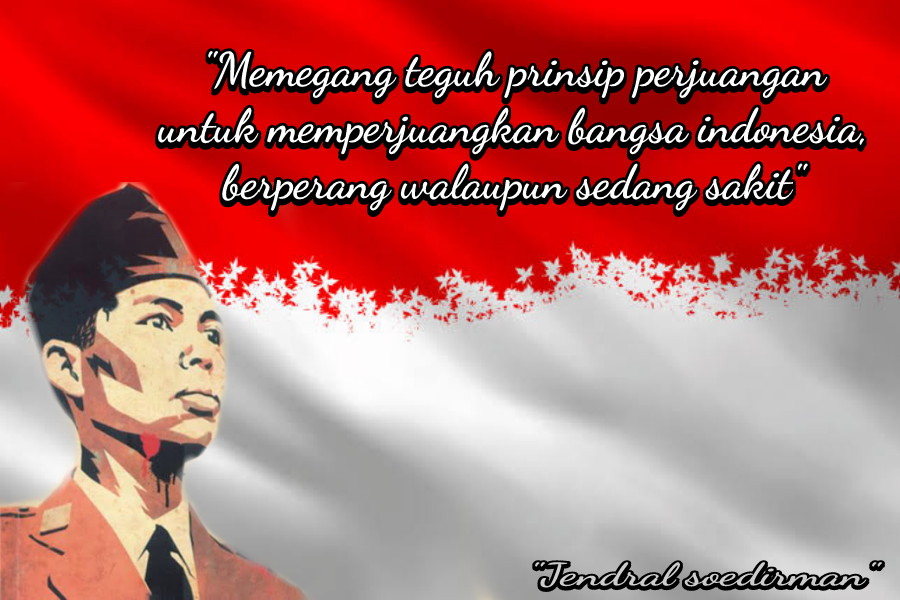 "Memegang teguh prinsip perjuangan
untuk memperjuangkan bangsa indonesia,
berperang walaupun sedang sakit"
"Jendral soedirman"